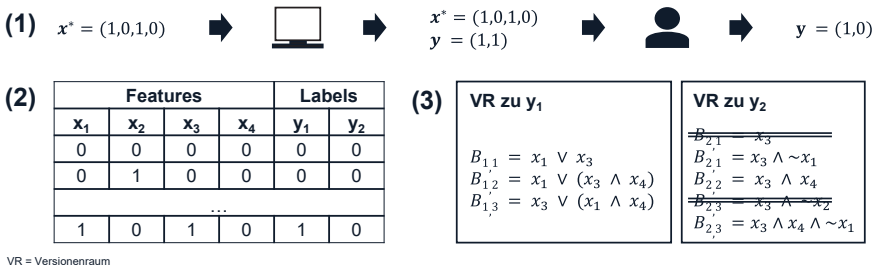 (1) x* = (1,0,1,0)
x* = (1,0,1,0)
y = (1,1)
y = (1,0)
(2)
Features Labels
x1 x2 x3 x4 y1 y2
0 0 0 0 0 0
0 1 0 0 0 0
...
1 0 1 0 1 0
(3)
VR zu y1
B1,1 = x1 ∨ x3
B1,2 = x1 ∨ (x3 ∧ x4)
B1,3 = x3 ∨ (x1 ∧ x4)
VR zu y2
B2,1 = x3
B2,1 = x3 ∧ ~x1
B2,2 = x3 ∧ x4
B2,3 = x3 ∧ ~x2
B2,3 = x3 ∧ x4 ∧ ~x1
VR = Versionenraum